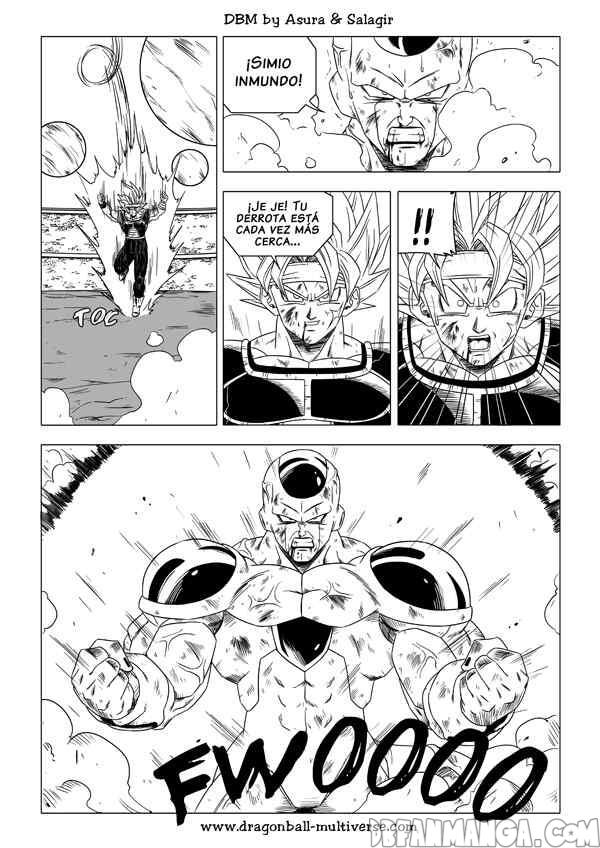 DBM by Asura & Salagir
¡SIMIO
INMUNDO!
TOC
¡JE JE! TU
DERROTA ESTÁ
CADA VEZ MÁS
CERCA...
!!
FWOOOO
www.dragonball-multiverse.com
DBFANMANGA.COM